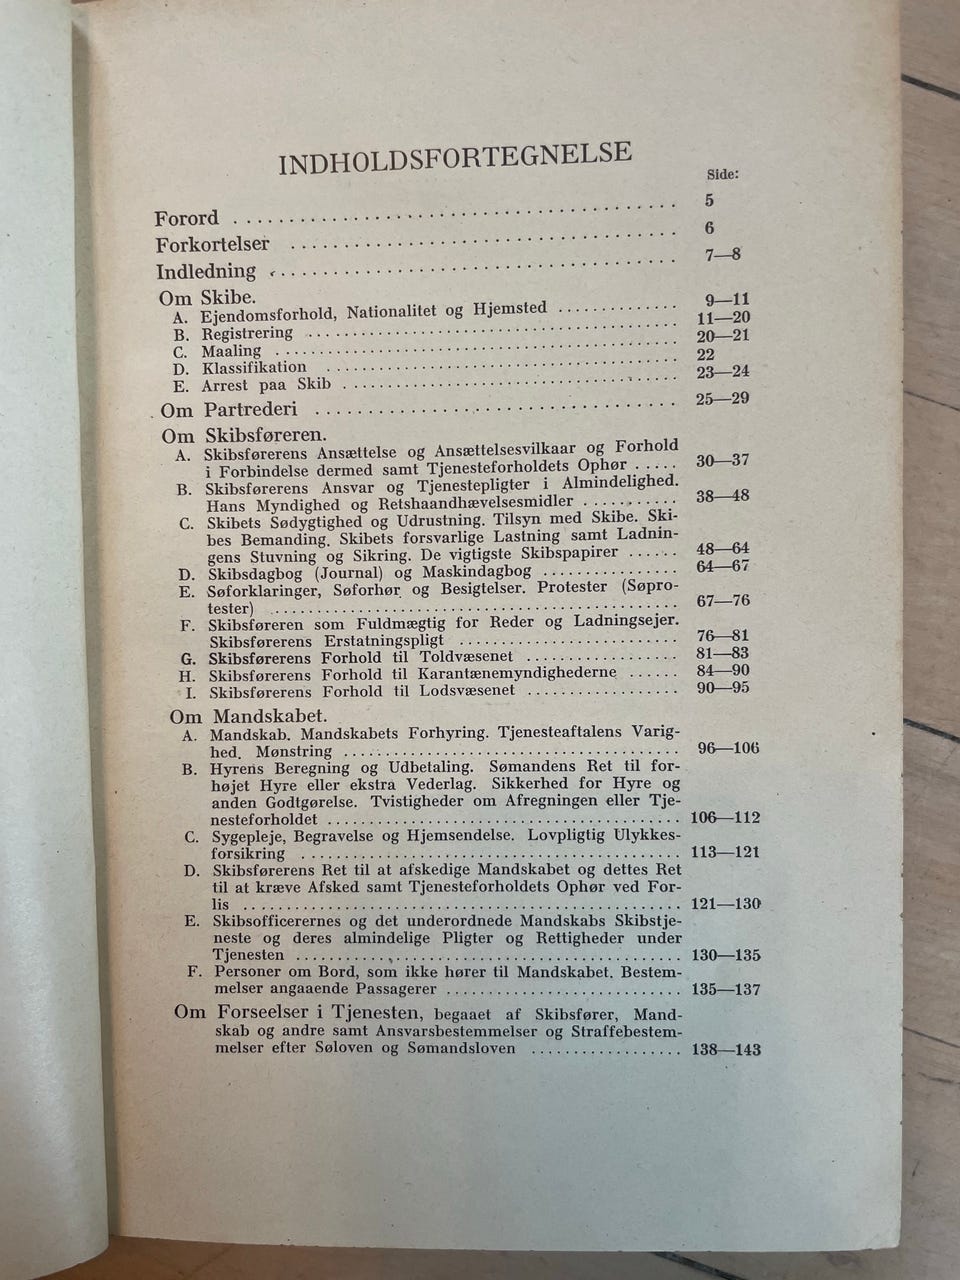 INDHOLDSFORTEGNELSE
Side:
Forord ........................................ 5
Forkortelser ........................................ 6
Indledning ........................................ 7—8
Om Skibe.
A. Ejendomsforhold, Nationalitet og Hjemsted ............ 9—11
B. Registrering ........................................ 11—20
C. Maaling ........................................ 20—21
D. Klassifikation ........................................ 22
E. Arrest paa Skib ........................................ 23—24
Om Partrederi ........................................ 25—29
Om Skibsføreren.
A. Skibsførerens Ansættelse og Ansættelsesvilkaar og Forhold
i Forbindelse dermed samt Tjenesteforholdets Ophør ..... 30—37
B. Skibsførerens Ansvar og Tjenestepligter i Almindelighed.
Hans Myndighed og Retshaandhævelsesmidler .......... 38—48
C. Skibets Sødygtighed og Udrustning. Tilsyn med Skibe. Ski-
bes Bemanding. Skibets forsvarlige Lastning samt Ladnin-
gens Stuvning og Sikring. De vigtigste Skibspapirer ...... 48—64
D. Skibsdagbog (Journal) og Maskindagbog ............... 64—67
E. Søforklaringer, Søforhør og Besigtelser. Protester (Søpro-
tester) ........................................ 67—76
F. Skibsføreren som Fuldmægtig for Reder og Ladningsejer.
Skibsførerens Erstatningspligt ........................ 76—81
G. Skibsførerens Forhold til Toldvæsenet ................. 81—83
H. Skibsførerens Forhold til Karantænemyndighederne ...... 84—90
I. Skibsførerens Forhold til Lodsvæsenet ................. 90—95
Om Mandskabet.
A. Mandskab. Mandskabets Forhyring. Tjenesteaftalens Varig-
hed. Mønstring ........................................ 96—106
B. Hyrens Beregning og Udbetaling. Sømandens Ret til for-
højet Hyre eller ekstra Vederlag. Sikkerhed for Hyre og
anden Godtgørelse. Tvistigheder om Afregningen eller Tje-
nesteforholdet ........................................ 106—112
C. Sygepleje, Begravelse og Hjemsendelse. Lovpligtig Ulykkes-
forsikring ........................................ 113—121
D. Skibsførerens Ret til at afskedige Mandskabet og dettes Ret
til at kræve Afsked samt Tjenesteforholdets Ophør ved For-
lis ........................................ 121—130
E. Skibsofficerernes og det underordnede Mandskabs Skibstje-
neste og deres almindelige Pligter og Rettigheder under
Tjenesten ........................................ 130—135
F. Personer om Bord, som ikke hører til Mandskabet. Bestem-
melser angaaende Passagerer .......................... 135—137
Om Forseelser i Tjenesten, begaaet af Skibsfører, Mand-
skab og andre samt Ansvarsbestemmelser og Straffebestem-
melser efter Søloven og Sømandsloven ................. 138—143